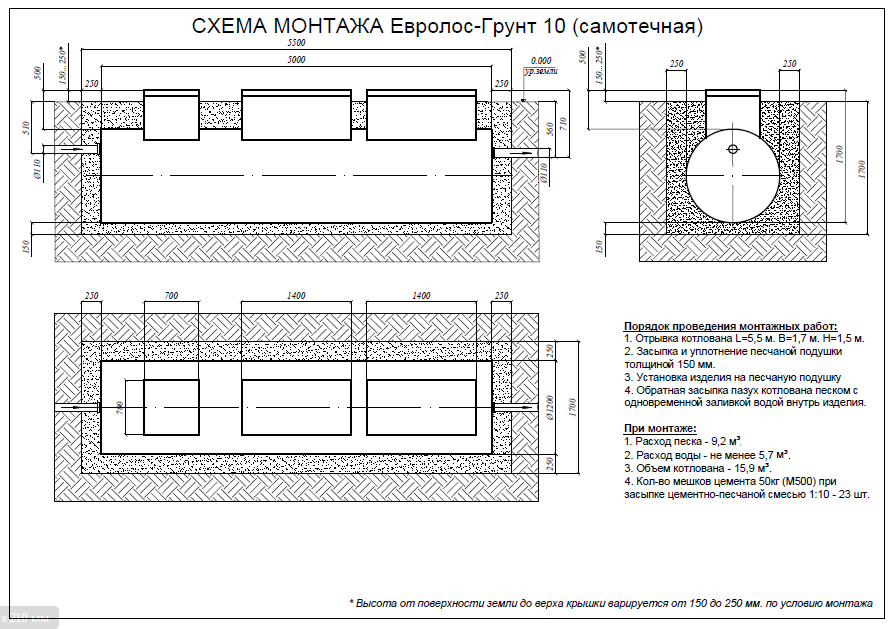 СХЕМА МОНТАЖА Евролос-Грунт 10 (самотечная)
5500
5000
250
250
500
150...250*
510
Ø110
150
0.000
ур.земли
560
710
Ø110
500
150...250*
250
250
1700
1700
150
250
700
1400
1400
250
700
250
Ø1200
1700
250
Порядок проведения монтажных работ:
1. Отрывка котлована L=5,5 м. B=1,7 м. H=1,5 м.
2. Засыпка и уплотнение песчаной подушки
толщиной 150 мм.
3. Установка изделия на песчаную подушку
4. Обратная засыпка пазух котлована песком с
одновременной заливкой водой внутрь изделия.
При монтаже:
1. Расход песка - 9,2 м³.
2. Расход воды - не менее 5,7 м³.
3. Объем котлована - 15,9 м³.
4. Кол-во мешков цемента 50кг (М500) при
засыпке цементно-песчаной смесью 1:10 - 23 шт.
* Высота от поверхности земли до верха крышки варируется от 150 до 250 мм. по условию монтажа
x 210 мм